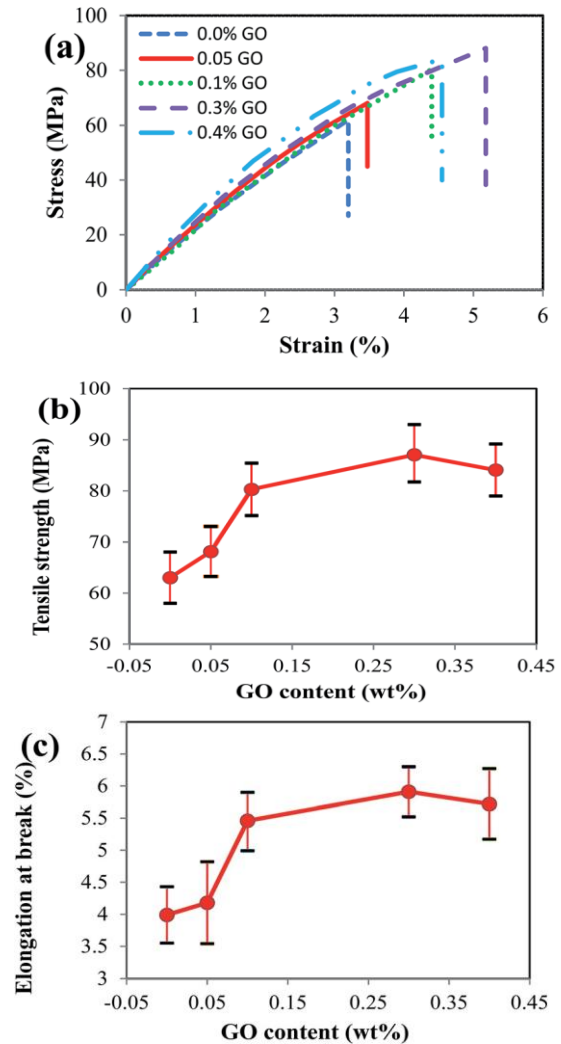 (a)
0.0% GO
0.05 GO
0.1% GO
0.3% GO
0.4% GO
100
80
60
40
20
0
Stress (MPa)
0 1 2 3 4 5 6
Strain (%)
(b)
100
90
80
70
60
50
Tensile strength (MPa)
-0.05 0.05 0.15 0.25 0.35 0.45
GO content (wt%)
(c)
7
6.5
6
5.5
5
4.5
4
3.5
3
Elongation at break (%)
-0.05 0.05 0.15 0.25 0.35 0.45
GO content (wt%)